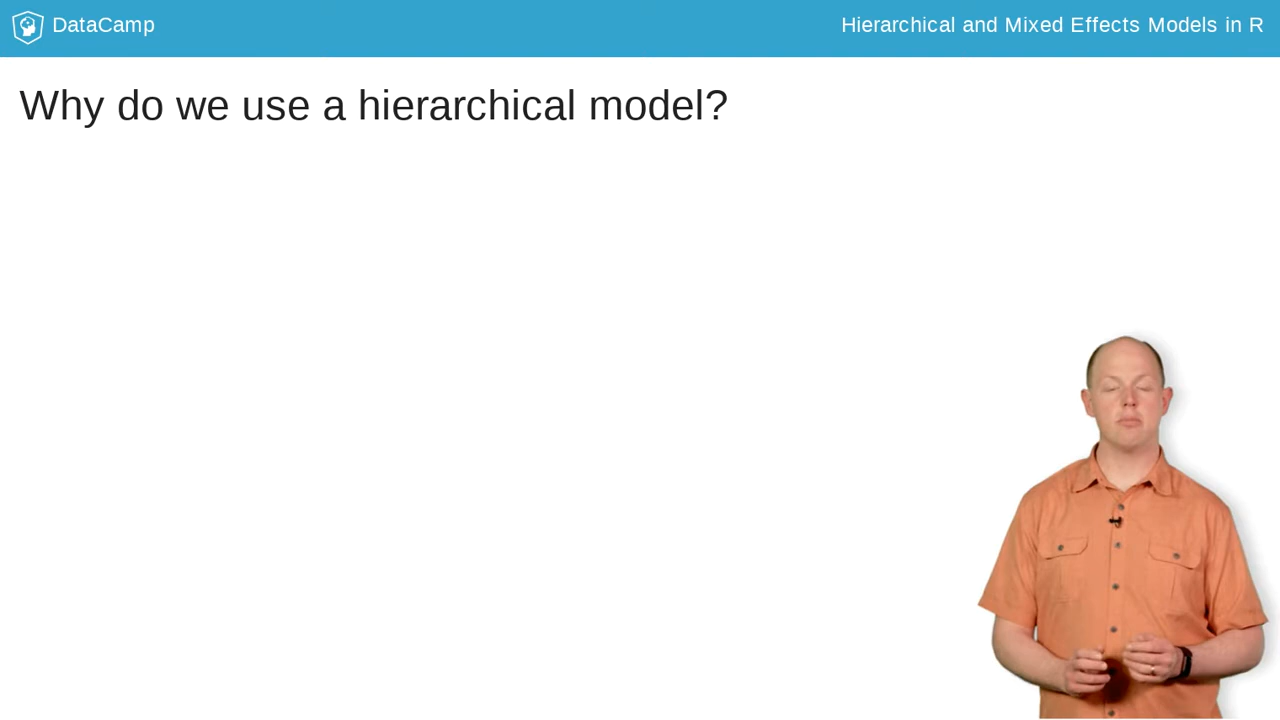 DataCamp
Hierarchical and Mixed Effects Models in R
Why do we use a hierarchical model?